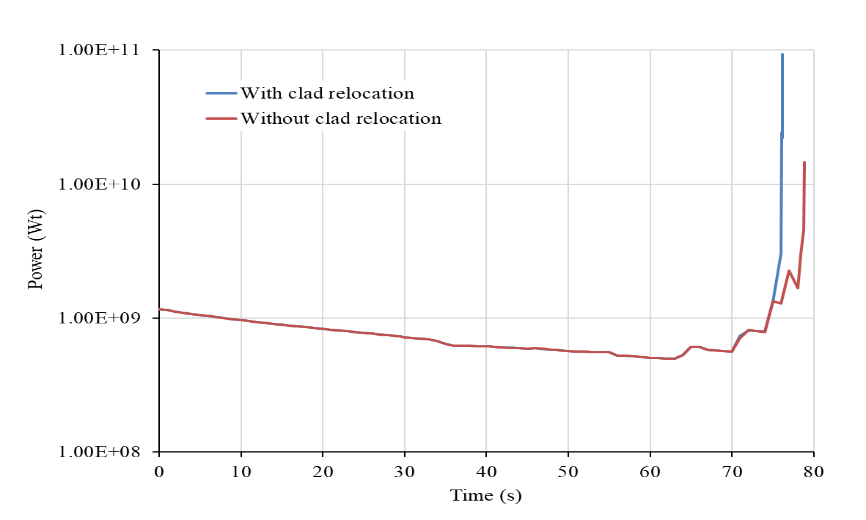 1.00E+11
With clad relocation
Without clad relocation
1.00E+10
Power (Wt)
1.00E+09
1.00E+08
0 10 20 30 40 50 60 70 80
Time (s)